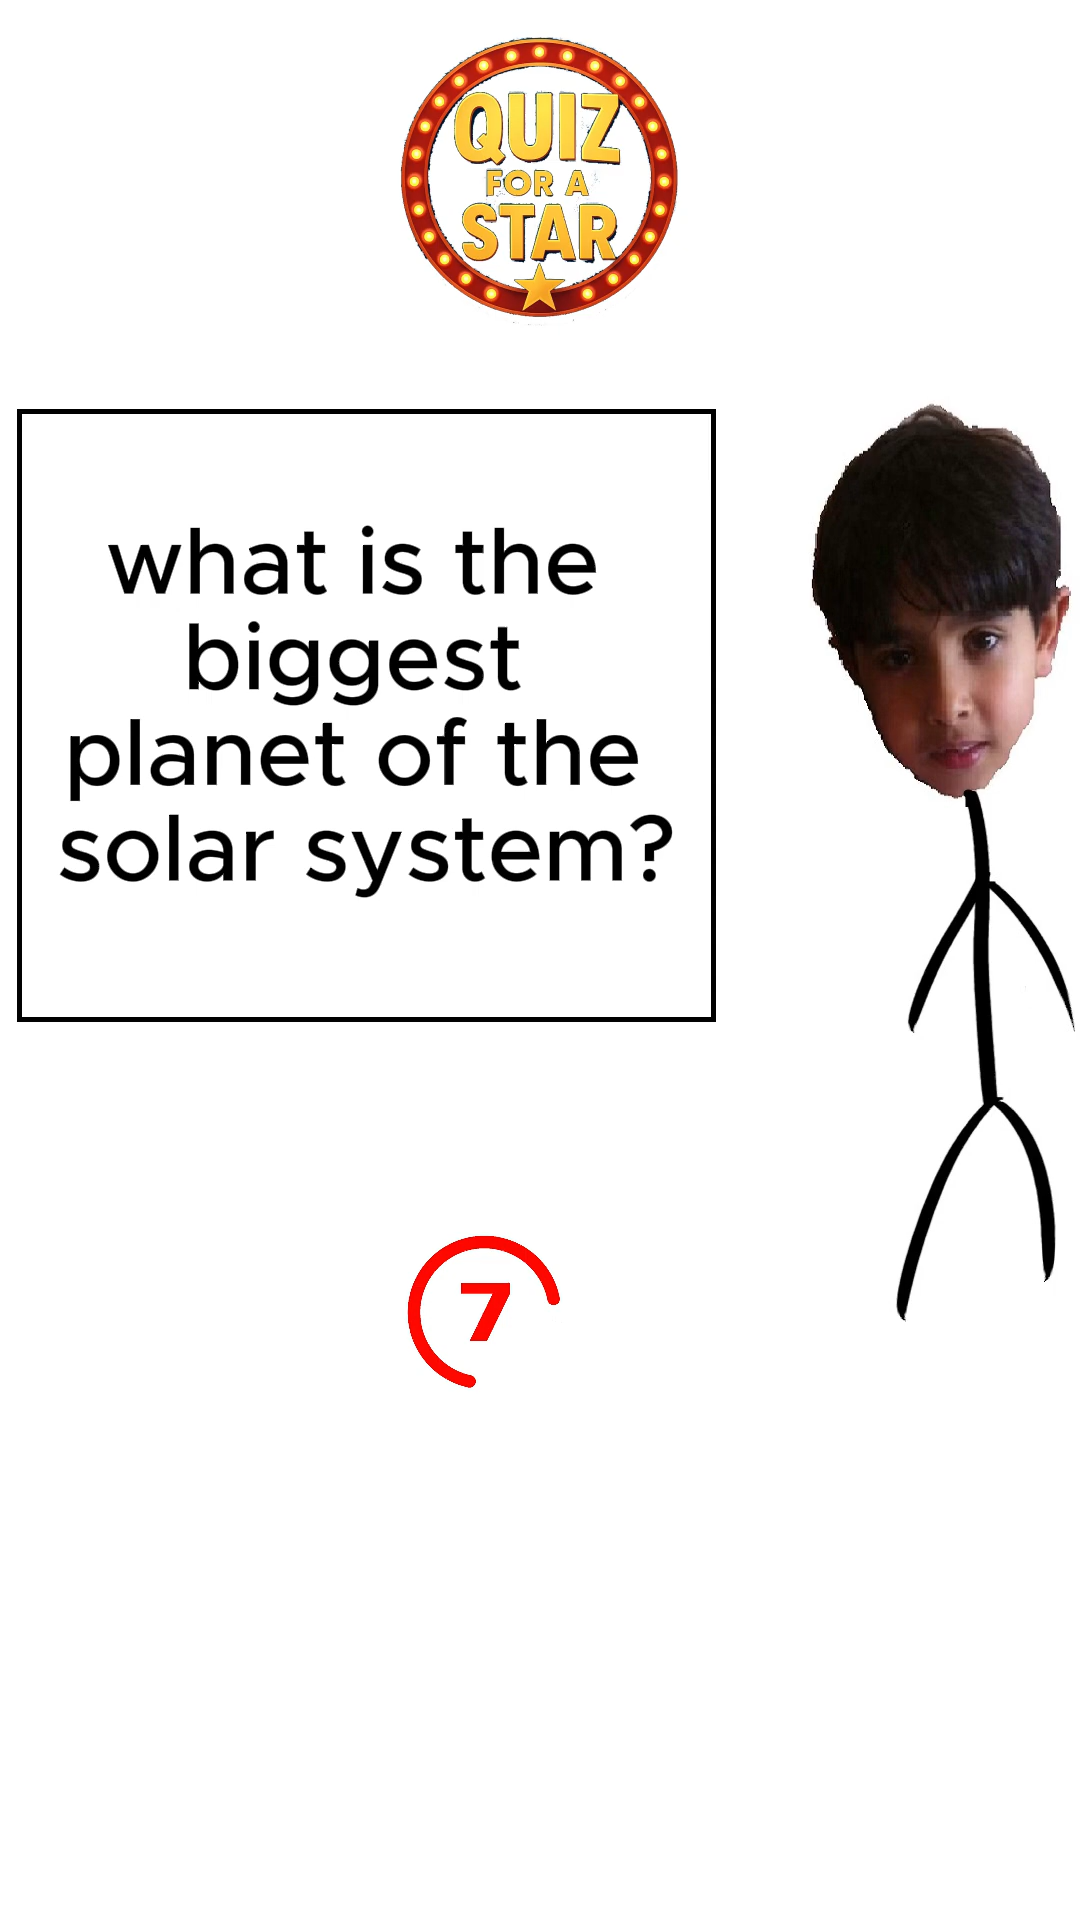 QUIZ
FOR A
STAR
what is the
biggest
planet of the
solar system?
7